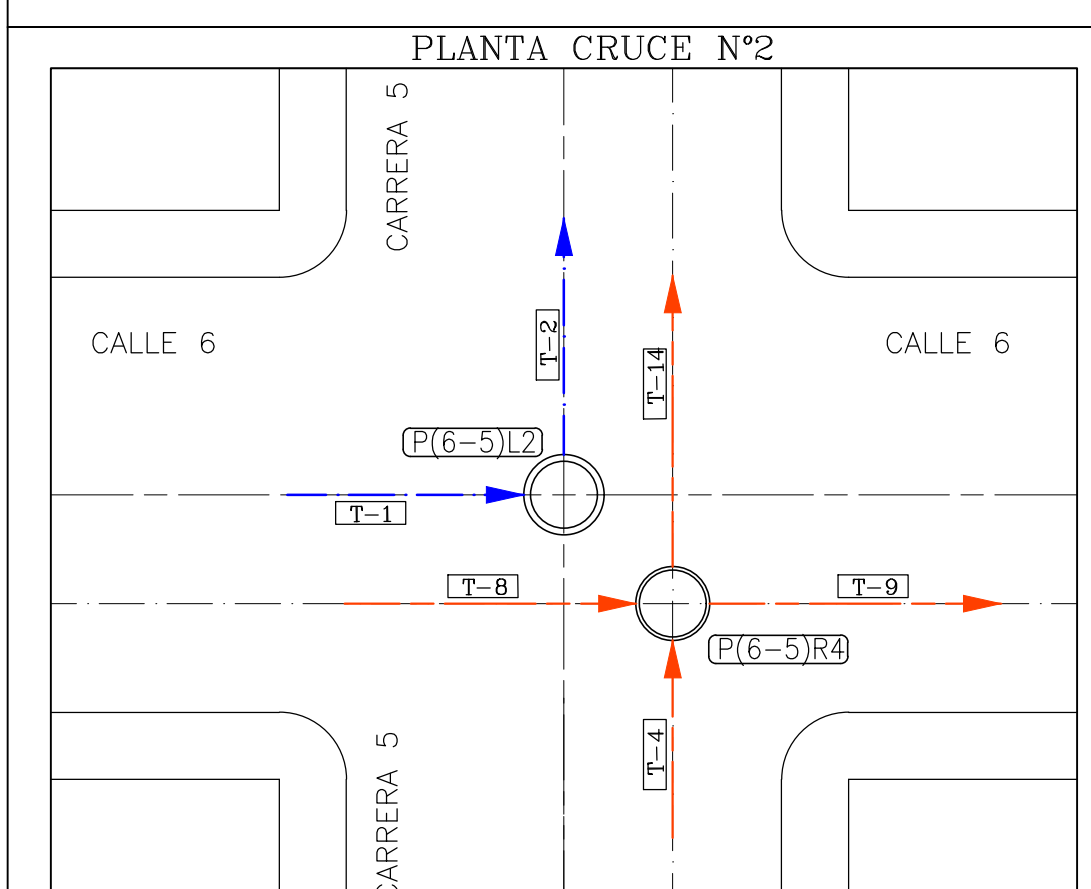 PLANTA CRUCE N°2
CARRERA 5
CALLE 6
CALLE 6
T-2
T-14
P(6-5)L2
T-1
T-8
T-9
P(6-5)R4
T-4
CARRERA 5